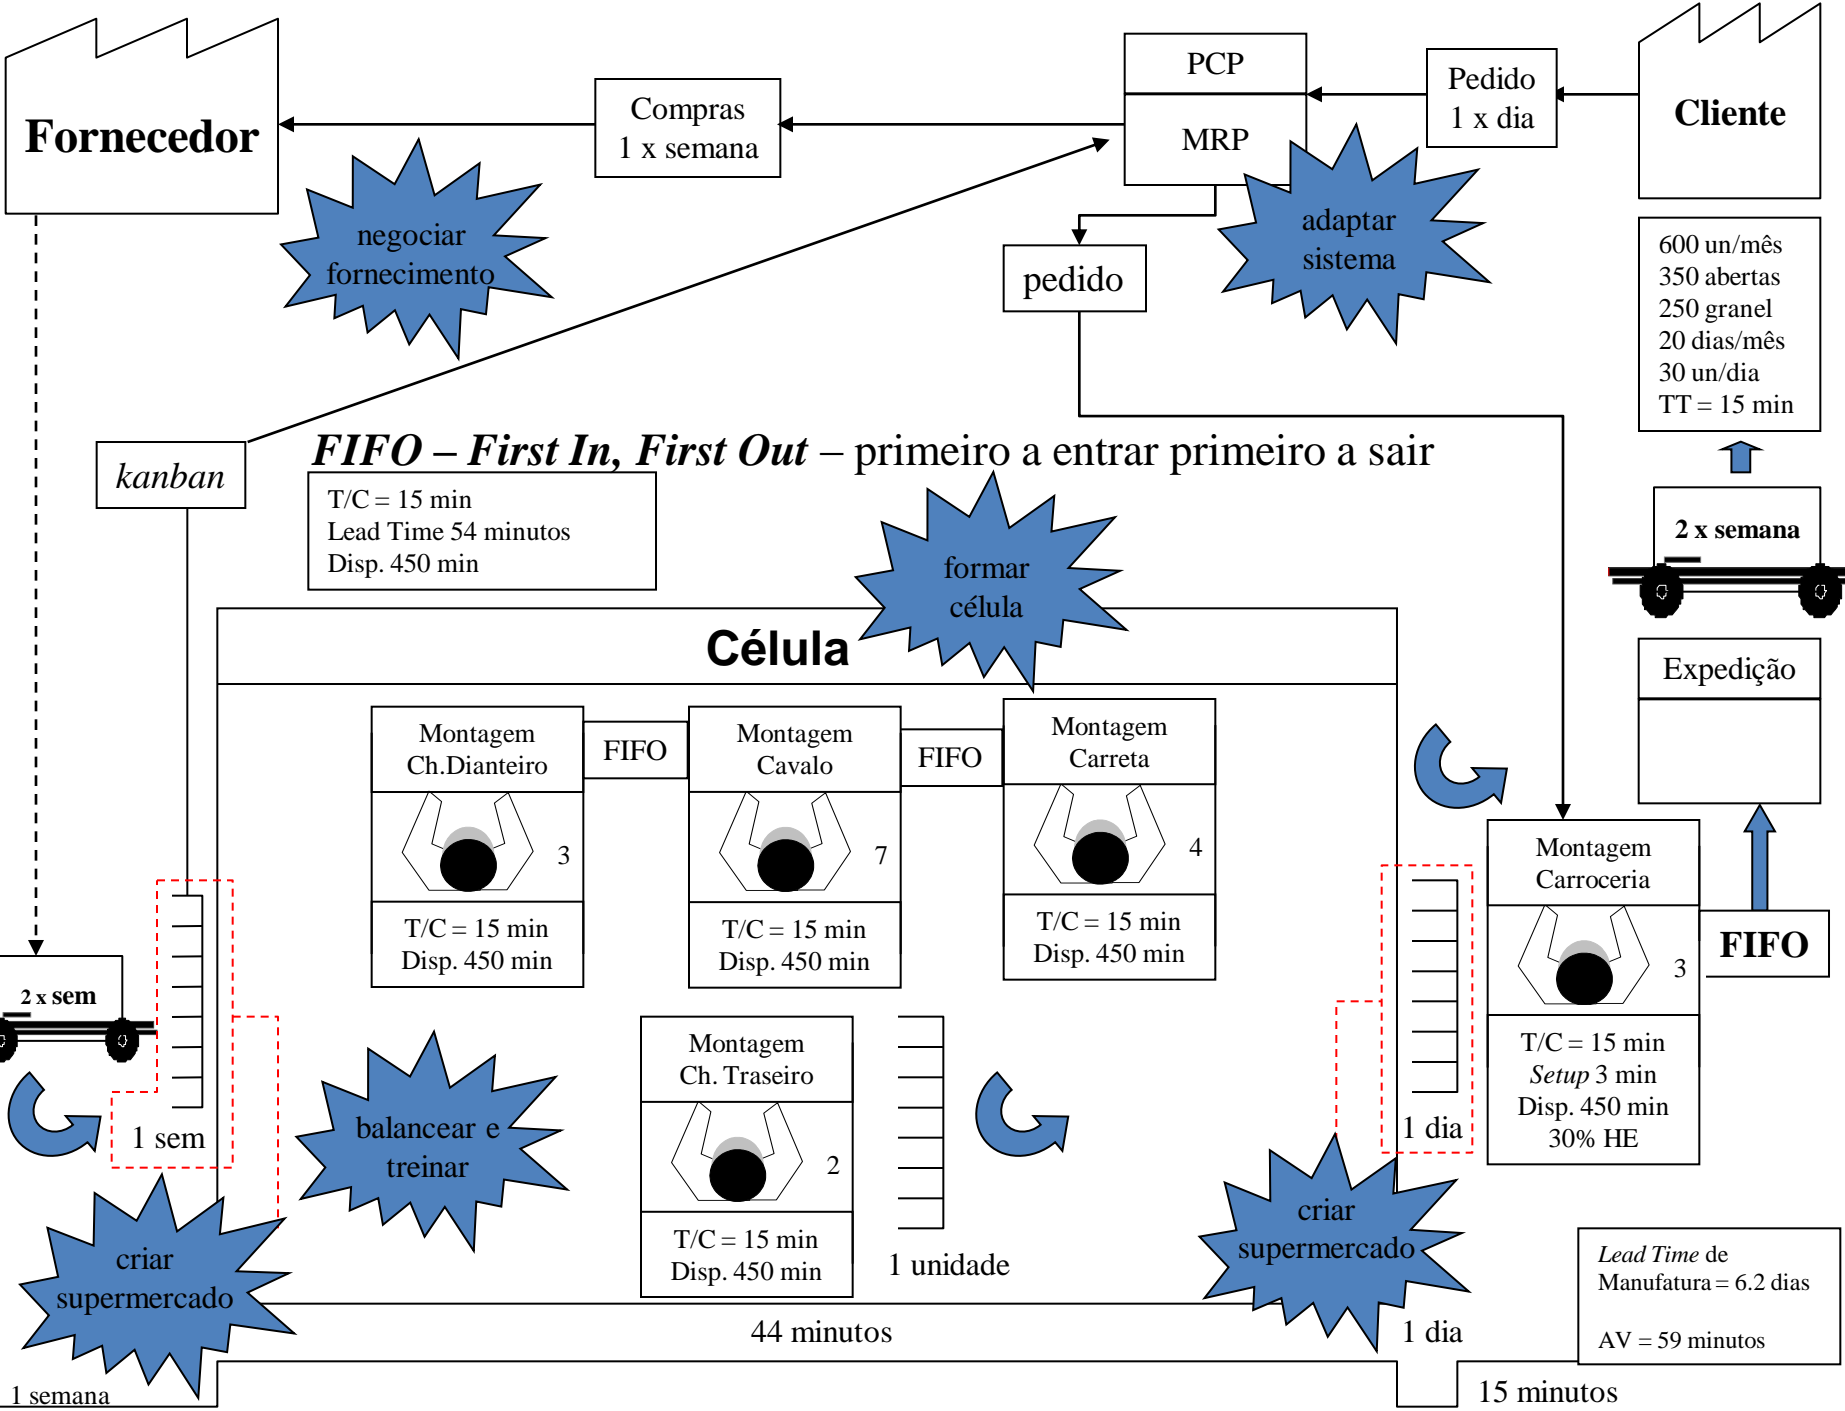 Fornecedor
Compras
1 x semana
PCP
MRP
Pedido
1 x dia
Cliente
negociar
fornecimento
adaptar
sistema
pedido
600 un/mês
350 abertas
250 granel
20 dias/mês
30 un/dia
TT = 15 min
kanban
FIFO – First In, First Out – primeiro a entrar primeiro a sair
T/C = 15 min
Lead Time 54 minutos
Disp. 450 min
formar
célula
2 x semana
Célula
Expedição
Montagem
Ch.Dianteiro
3
T/C = 15 min
Disp. 450 min
FIFO
Montagem
Cavalo
7
T/C = 15 min
Disp. 450 min
FIFO
Montagem
Carreta
4
T/C = 15 min
Disp. 450 min
Montagem
Carroceria
3
T/C = 15 min
Setup 3 min
Disp. 450 min
30% HE
FIFO
2 x sem
1 sem
balancear e
treinar
Montagem
Ch. Traseiro
2
T/C = 15 min
Disp. 450 min
1 unidade
1 dia
criar
supermercado
criar
supermercado
Lead Time de
Manufatura = 6.2 dias
AV = 59 minutos
1 semana
44 minutos
1 dia
15 minutos